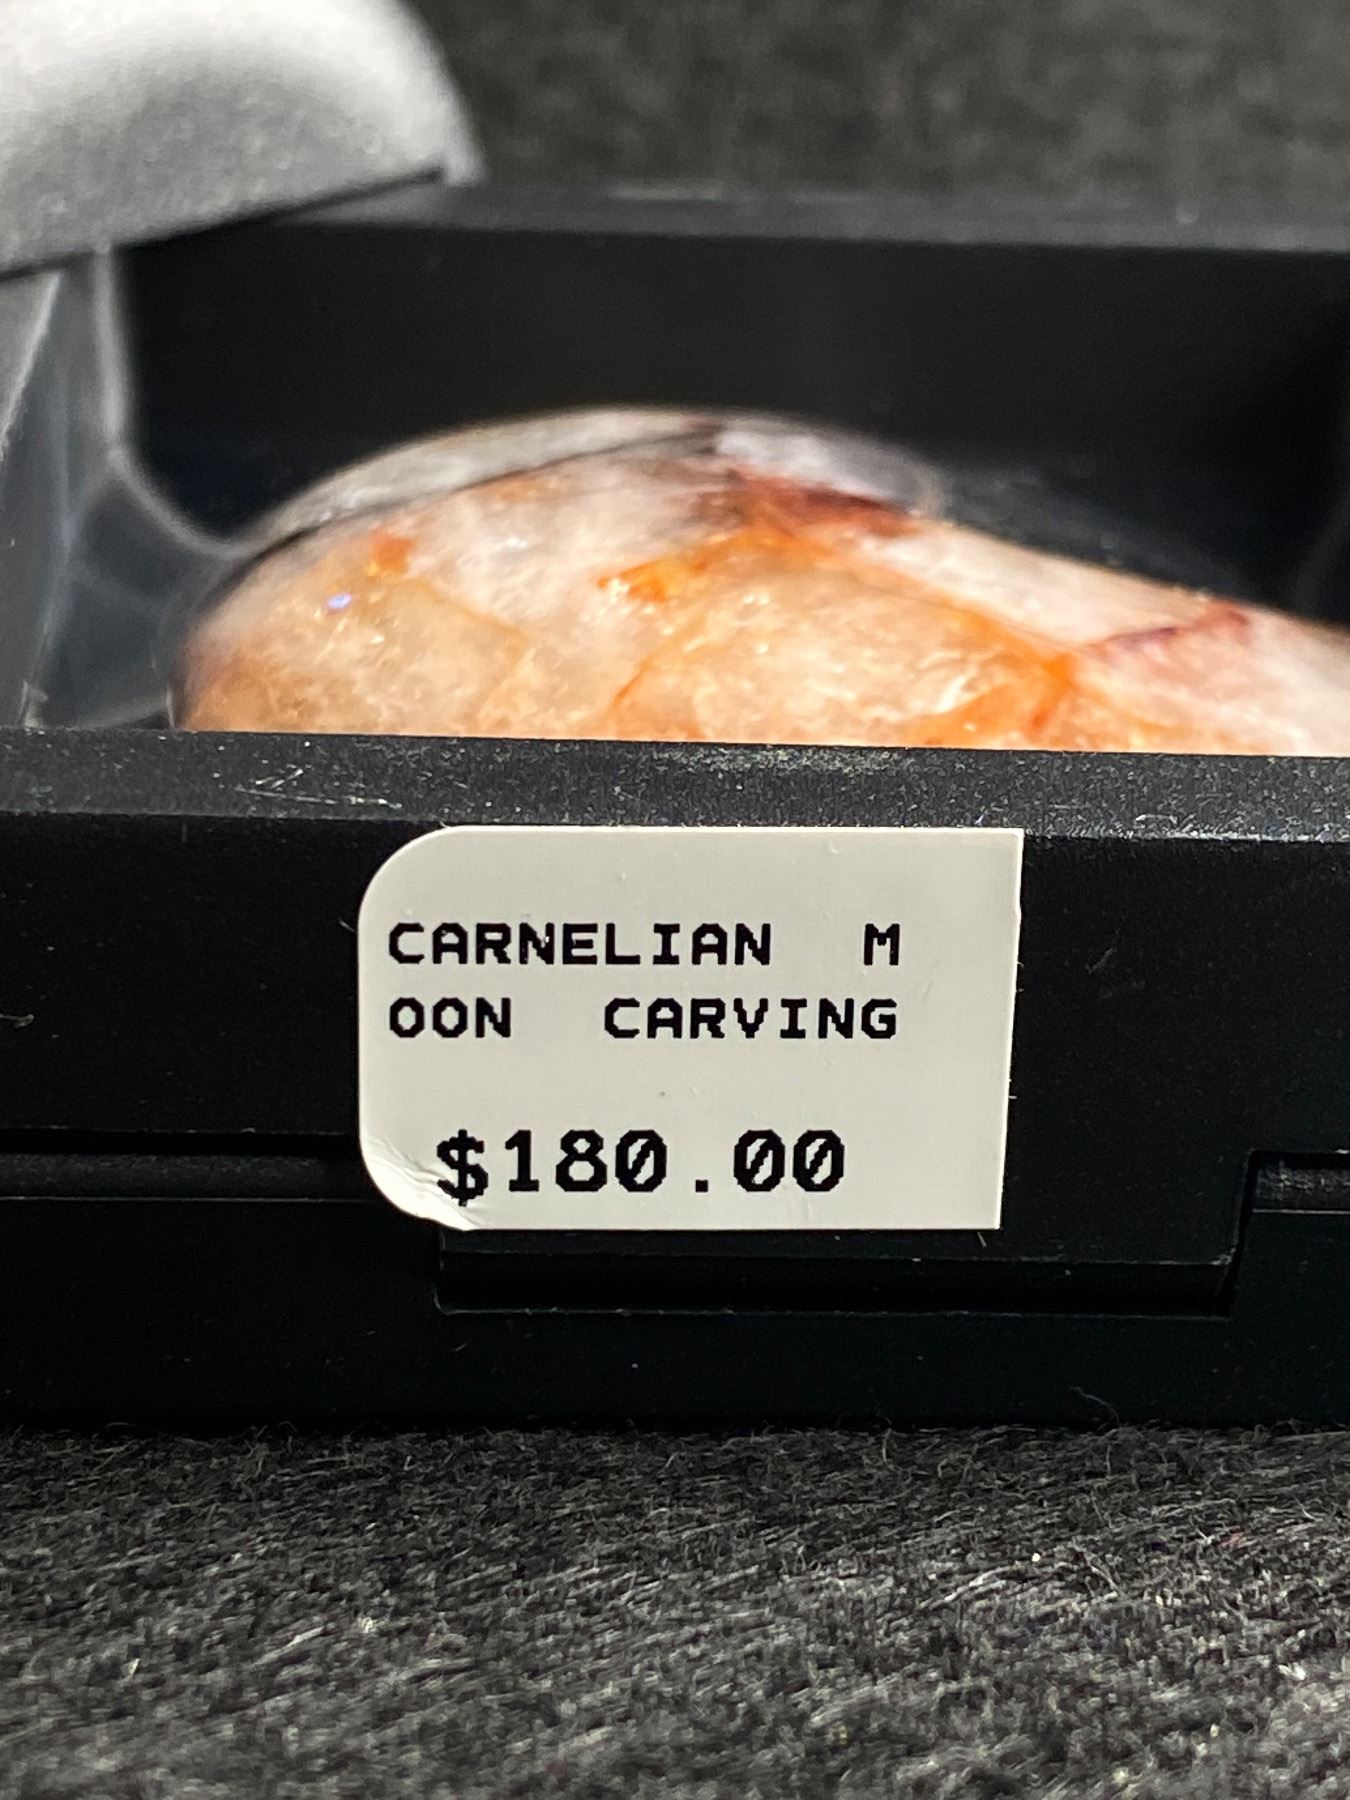 CARNELIAN M
OON CARVING
$180.00